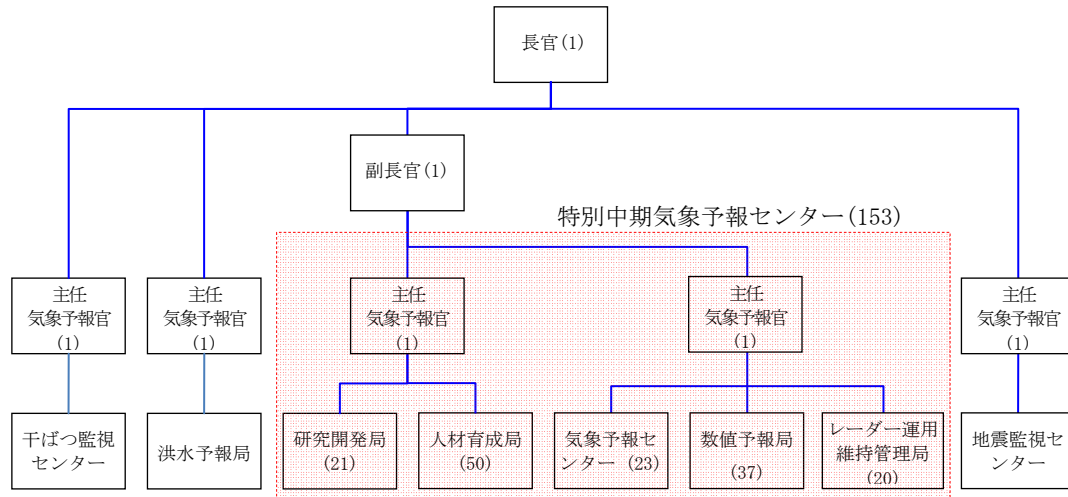 長官(1)
副長官(1)
特別中期気象予報センター(153)
主任
気象予報官
(1)
主任
気象予報官
(1)
主任
気象予報官
(1)
主任
気象予報官
(1)
主任
気象予報官
(1)
干ばつ監視
センター
洪水予報局
研究開発局
(21)
人材育成局
(50)
気象予報セ
ンター (23)
数値予報局
(37)
レーダー運用
維持管理局
(20)
地震監視セ
ンター